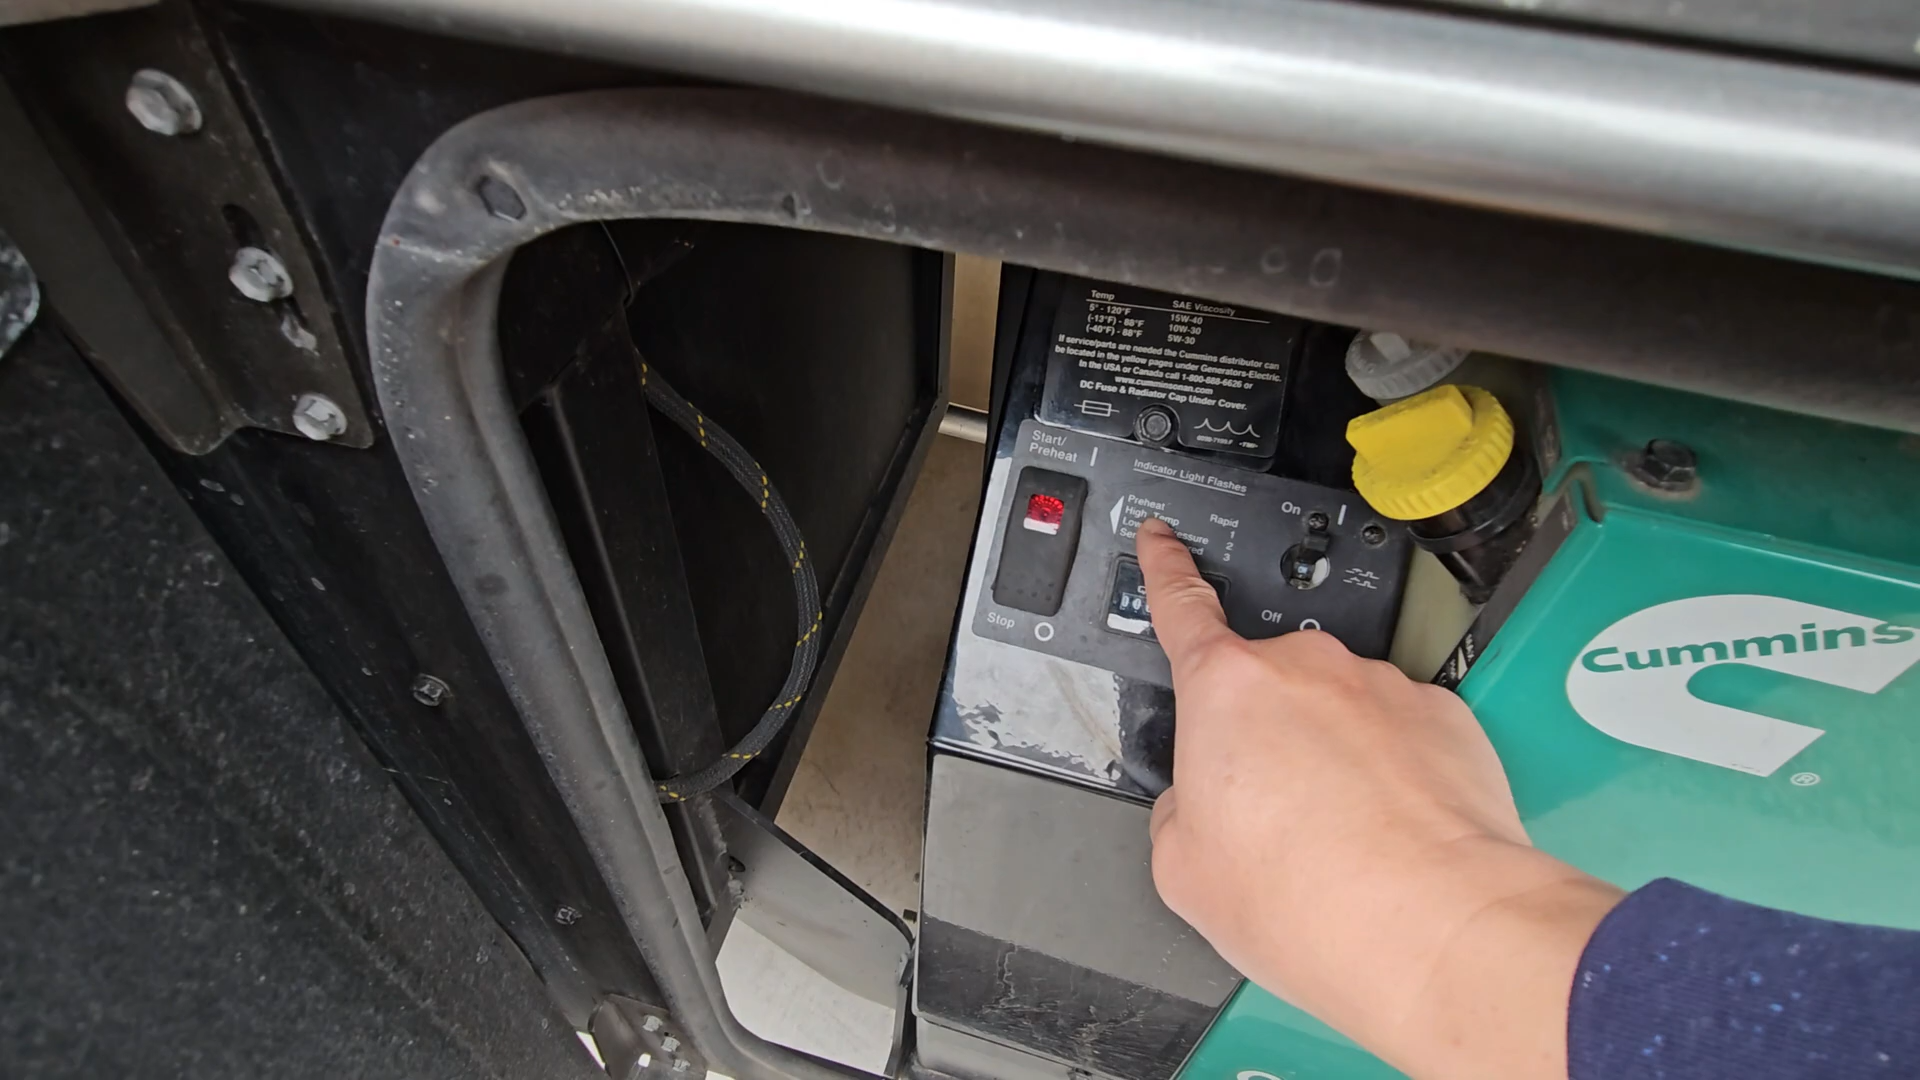 Temp SAE Viscosity
5° - 120°F 15W-40
(-13°F) - 88°F 10W-30
(-40°F) - 88°F 5W-30
If service/parts are needed the Cummins distributor can
be located in the yellow pages under Generators-Electric.
In the USA or Canada call 1-800-888-6626 or
www.cumminsonan.com
DC Fuse & Radiator Cap Under Cover.
Start/
Preheat
Indicator Light Flashes
Preheat Rapid
High Temp 1
2
3
On
Off
Stop
Cummins
®